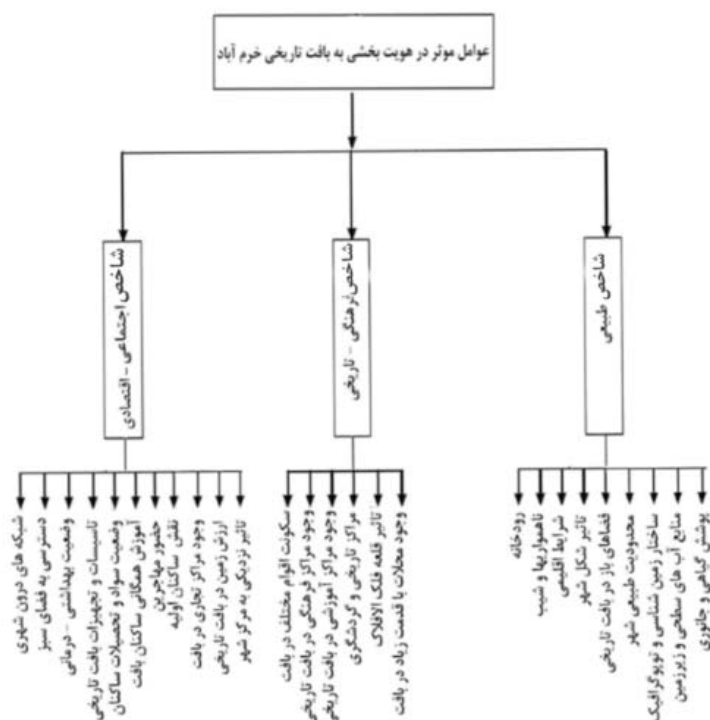 عوامل موثر در هویت بخشی به بافت تاریخی خرم آباد
شاخص طبیعی
شاخص فرهنگی - تاریخی
شاخص اجتماعی - اقتصادی
پوشش گیاهی و جانوری
منابع آب های سطحی و زیرزمین
ساختار زمین شناسی و توپوگرافیک
محدودیت طبیعی شهر
فضاهای باز در بافت تاریخی
تاثیر شکل شهر
شرایط اقلیمی
ناهمواریها و شیب
رودخانه
وجود محلات با قدمت زیاد در بافت
تاثیر قلعه فلک الافلاک
مراکز تاریخی و گردشگری
وجود مراکز آموزشی در بافت تاریخی
وجود مراکز فرهنگی در بافت تاریخی
سکونت اقوام مختلف در بافت
تاثیر نزدیکی به مرکز شهر
ارزش زمین در بافت تاریخی
وجود مراکز تجاری در بافت
نقش ساکنان اولیه
حضور مهاجرین
آموزش همگانی ساکنان بافت
وضعیت سواد و تحصیلات ساکنان
تاسیسات و تجهیزات بافت تاریخی
وضعیت بهداشتی - درمانی
دسترسی به فضای سبز
شبکه های درون شهری